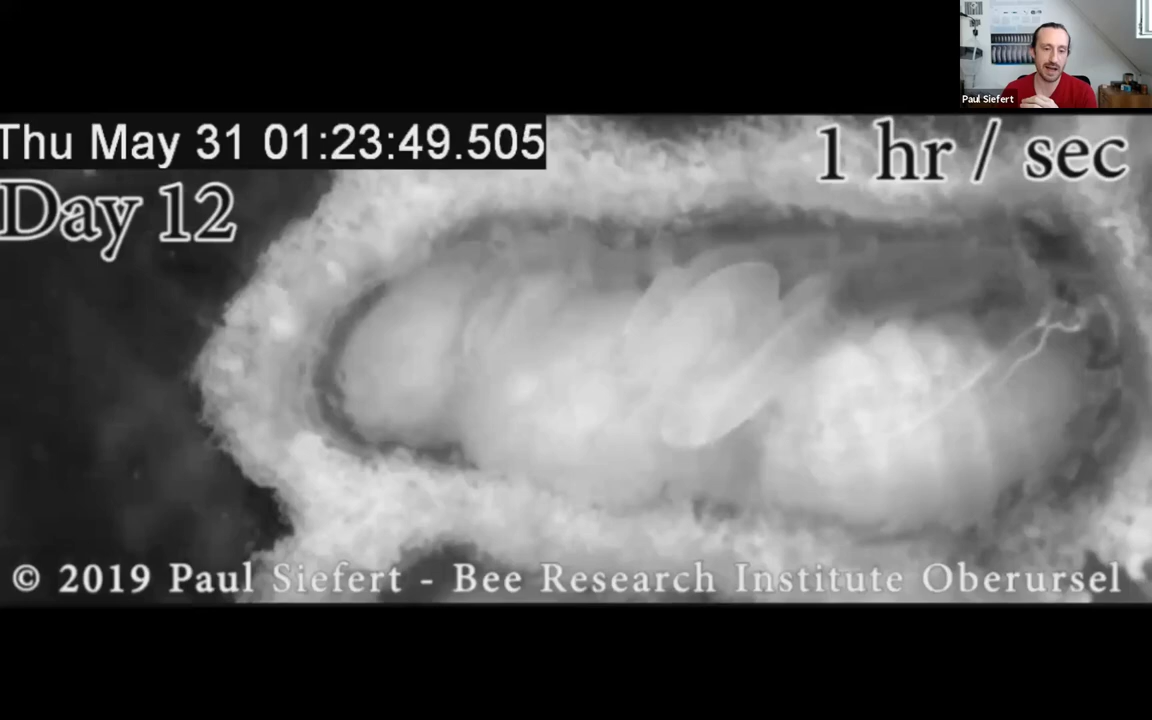 Paul Siefert
Thu May 31 01:23:49.505
1 hr / sec
Day 12
© 2019 Paul Siefert - Bee Research Institute Oberursel